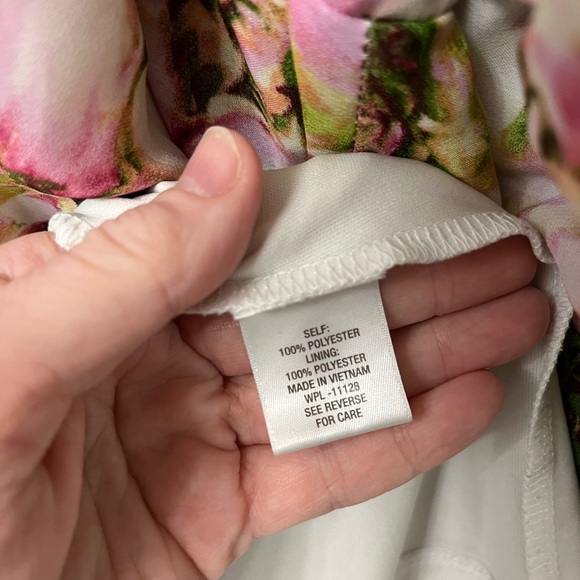 SELF:
100% POLYESTER
LINING:
100% POLYESTER
MADE IN VIETNAM
WPL -11128
SEE REVERSE
FOR CARE